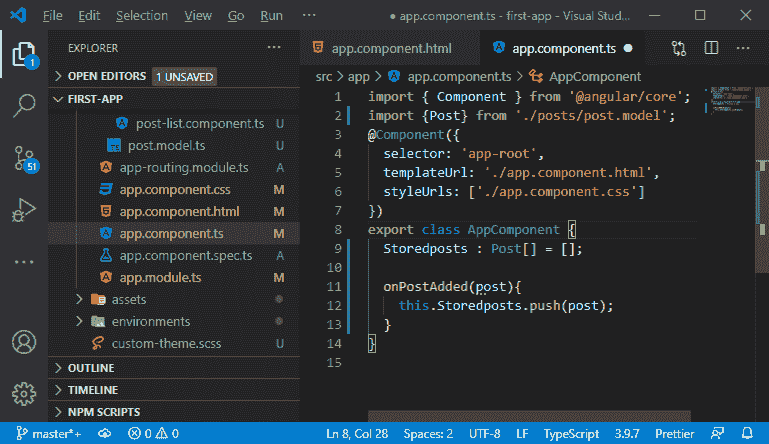 File Edit Selection View Go Run ··· ● app.component.ts - first-app - Visual Stud...
EXPLORER ···
OPEN EDITORS 1 UNSAVED
FIRST-APP
post-list.component.ts U
post.model.ts U
app-routing.module.ts A
app.component.css M
app.component.html M
app.component.ts M
app.component.spec.ts U
app.module.ts M
assets
environments
custom-theme.scss U
OUTLINE
TIMELINE
NPM SCRIPTS
1
51
app.component.html app.component.ts ●
src > app > app.component.ts > AppComponent
1 import { Component } from '@angular/core';
2 import {Post} from './posts/post.model';
3 @Component({
4 selector: 'app-root',
5 templateUrl: './app.component.html',
6 styleUrls: ['./app.component.css']
7 })
8 export class AppComponent {
9 Storedposts : Post[] = [];
10
11 onPostAdded(post){
12 this.Storedposts.push(post);
13 }
14 }
15
master*+ 0 0 Ln 8, Col 28 Spaces: 2 UTF-8 LF TypeScript 3.9.7 Prettier